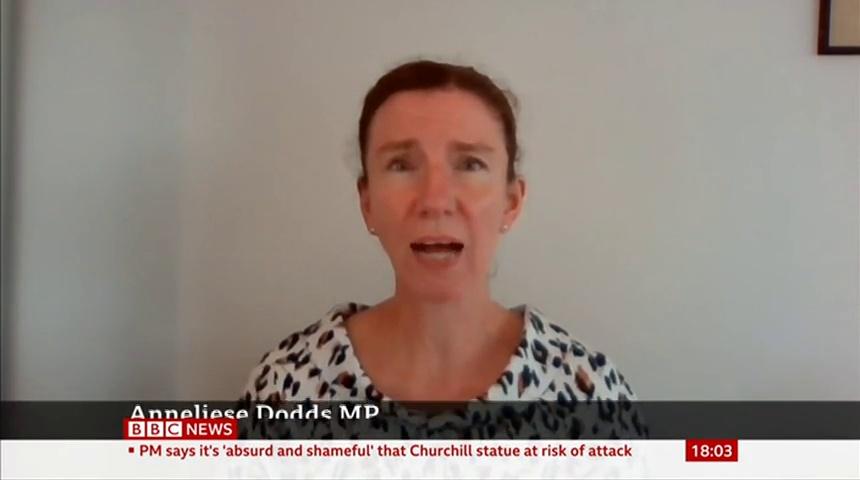 Anneliese Dodds MP
BBC NEWS
PM says it's 'absurd and shameful' that Churchill statue at risk of attack
18:03